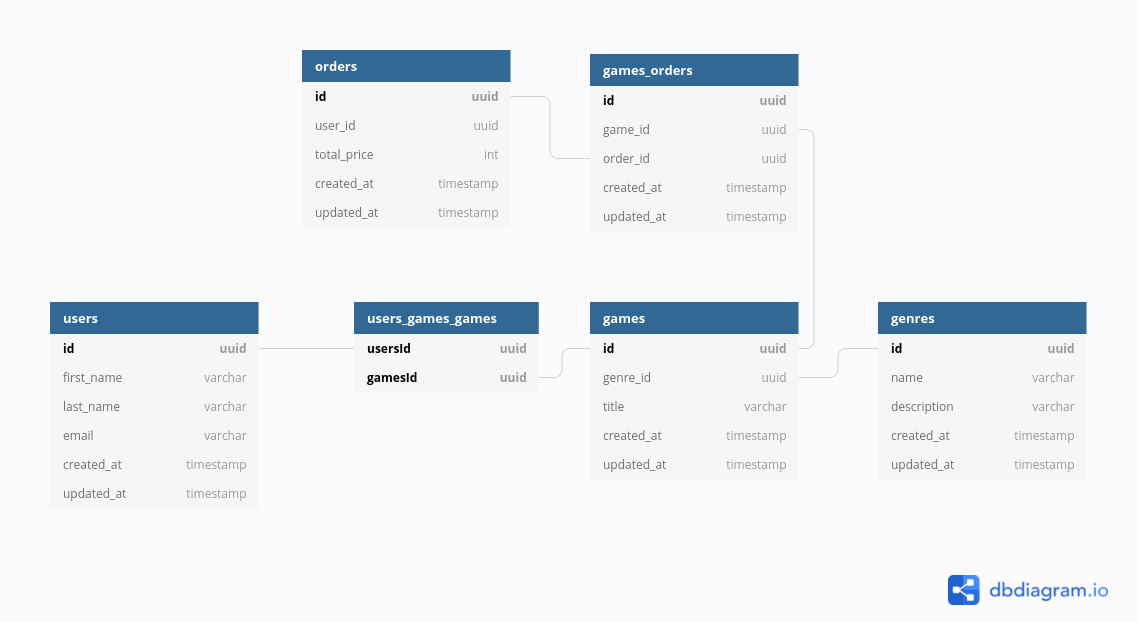 orders
id uuid
user_id uuid
total_price int
created_at timestamp
updated_at timestamp
games_orders
id uuid
game_id uuid
order_id uuid
created_at timestamp
updated_at timestamp
users
id uuid
first_name varchar
last_name varchar
email varchar
created_at timestamp
updated_at timestamp
users_games_games
usersId uuid
gamesId uuid
games
id uuid
genre_id uuid
title varchar
created_at timestamp
updated_at timestamp
genres
id uuid
name varchar
description varchar
created_at timestamp
updated_at timestamp
dbdiagram.io